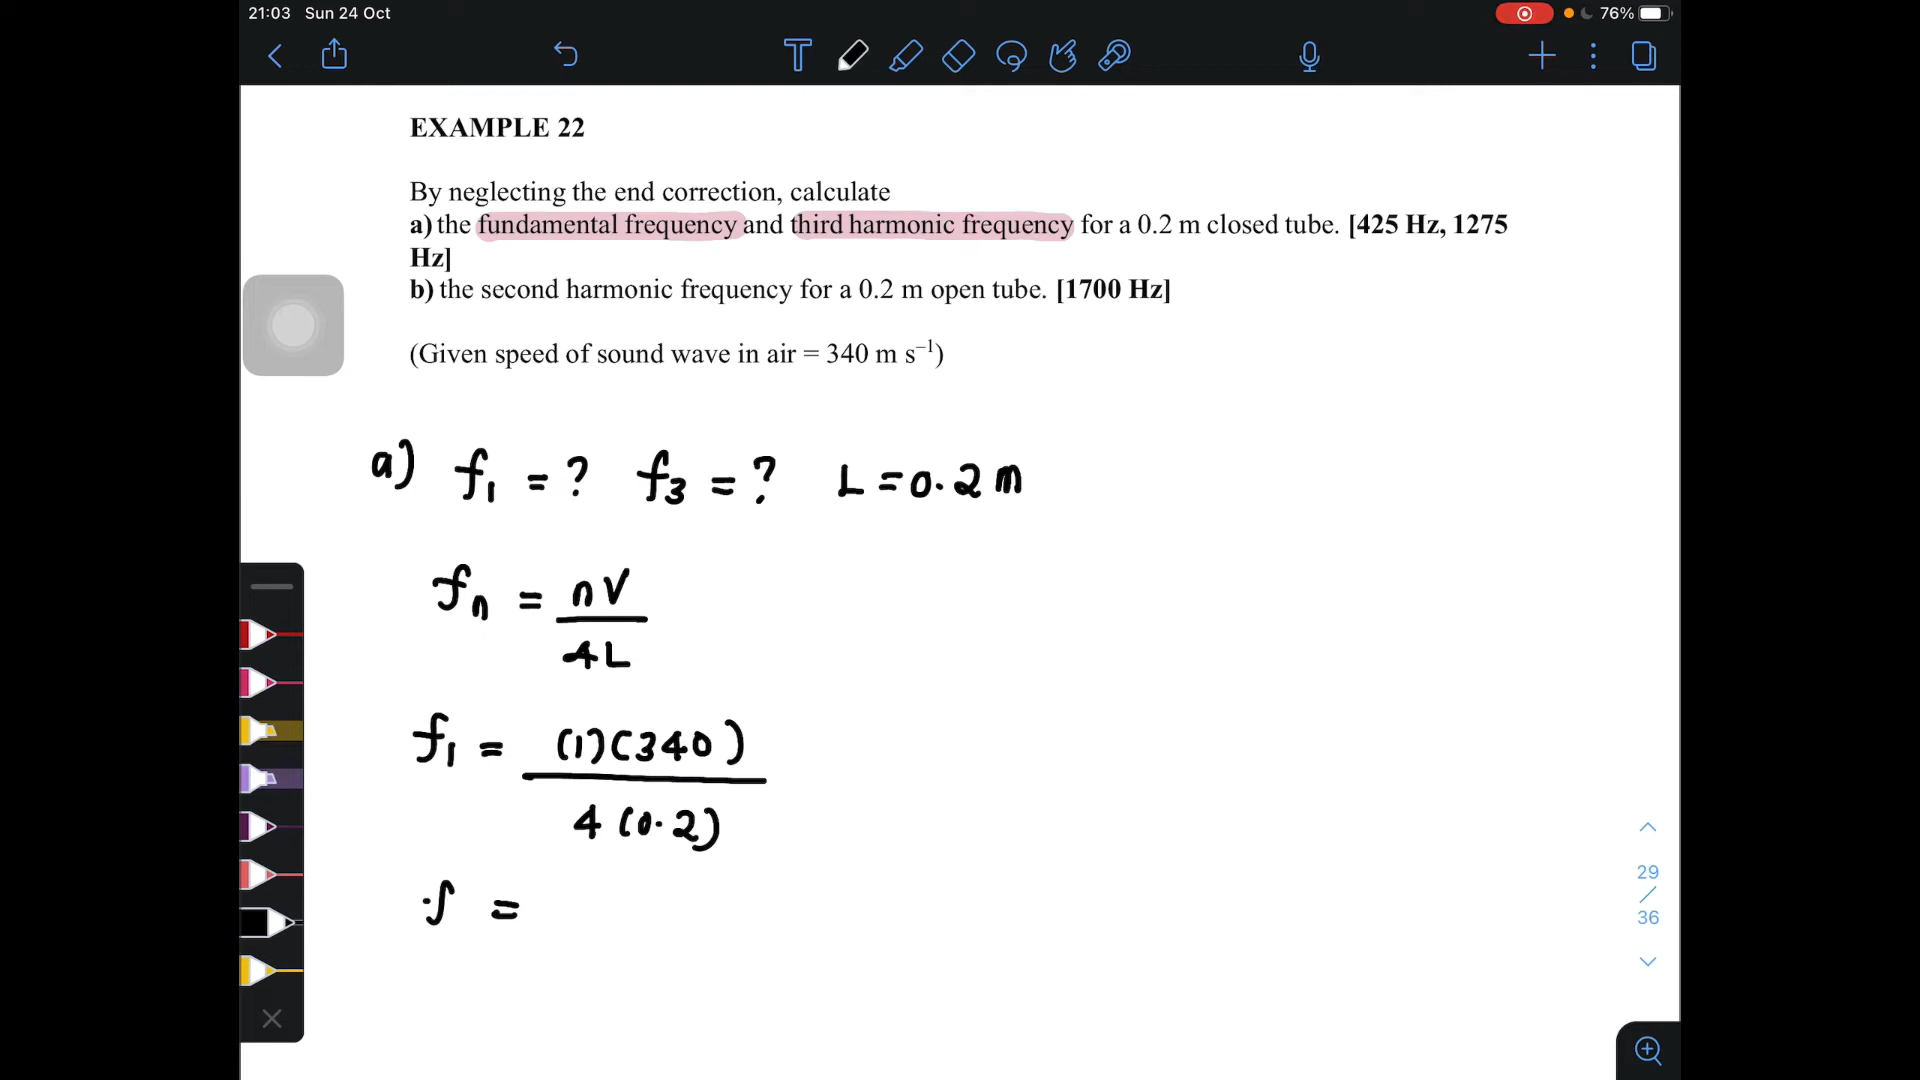 21:03 Sun 24 Oct
76%
T
EXAMPLE 22
By neglecting the end correction, calculate
a) the fundamental frequency and third harmonic frequency for a 0.2 m closed tube. [425 Hz, 1275
Hz]
b) the second harmonic frequency for a 0.2 m open tube. [1700 Hz]
(Given speed of sound wave in air = 340 m s⁻¹)
a) f₁ = ? f₃ = ? L = 0.2 m
fₙ = nV
4L
f₁ = (1)(340)
4(0.2)
f =
29
/
36